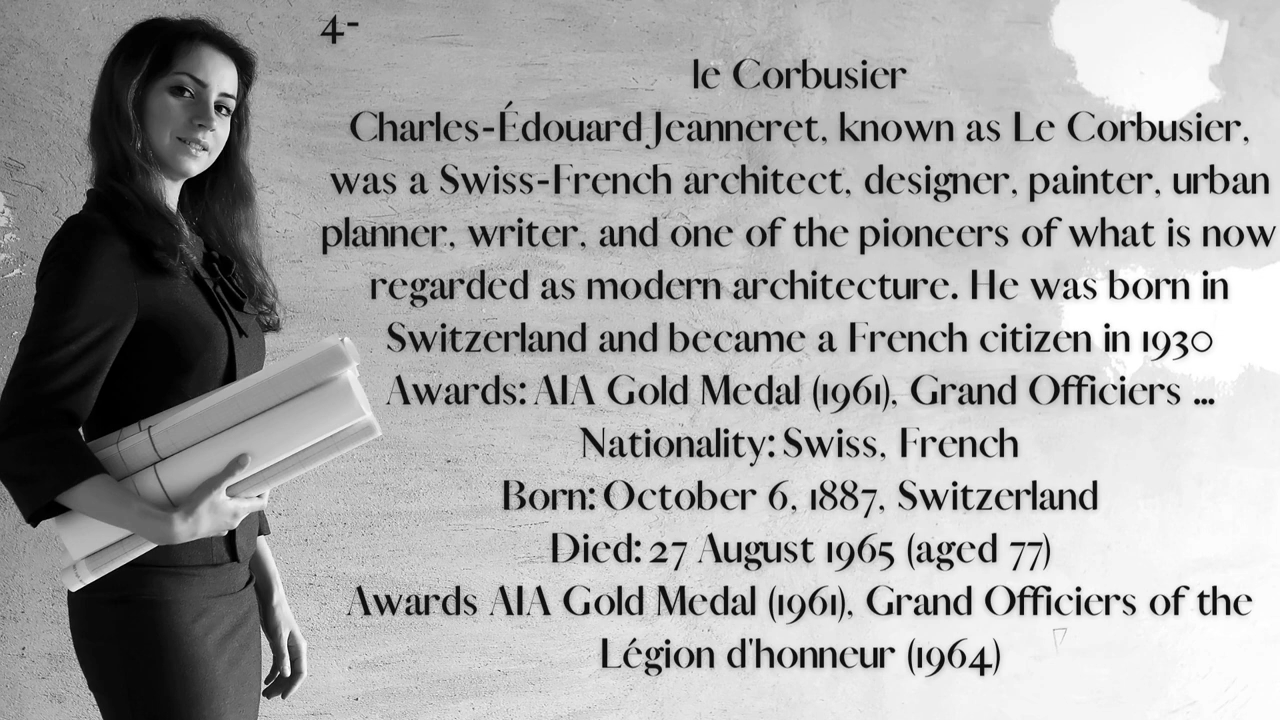 4-
le Corbusier
Charles-Édouard Jeanneret, known as Le Corbusier,
was a Swiss-French architect, designer, painter, urban
planner, writer, and one of the pioneers of what is now
regarded as modern architecture. He was born in
Switzerland and became a French citizen in 1930
Awards: AIA Gold Medal (1961), Grand Officiers ...
Nationality: Swiss, French
Born: October 6, 1887, Switzerland
Died: 27 August 1965 (aged 77)
Awards AIA Gold Medal (1961), Grand Officiers of the
Légion d'honneur (1964)